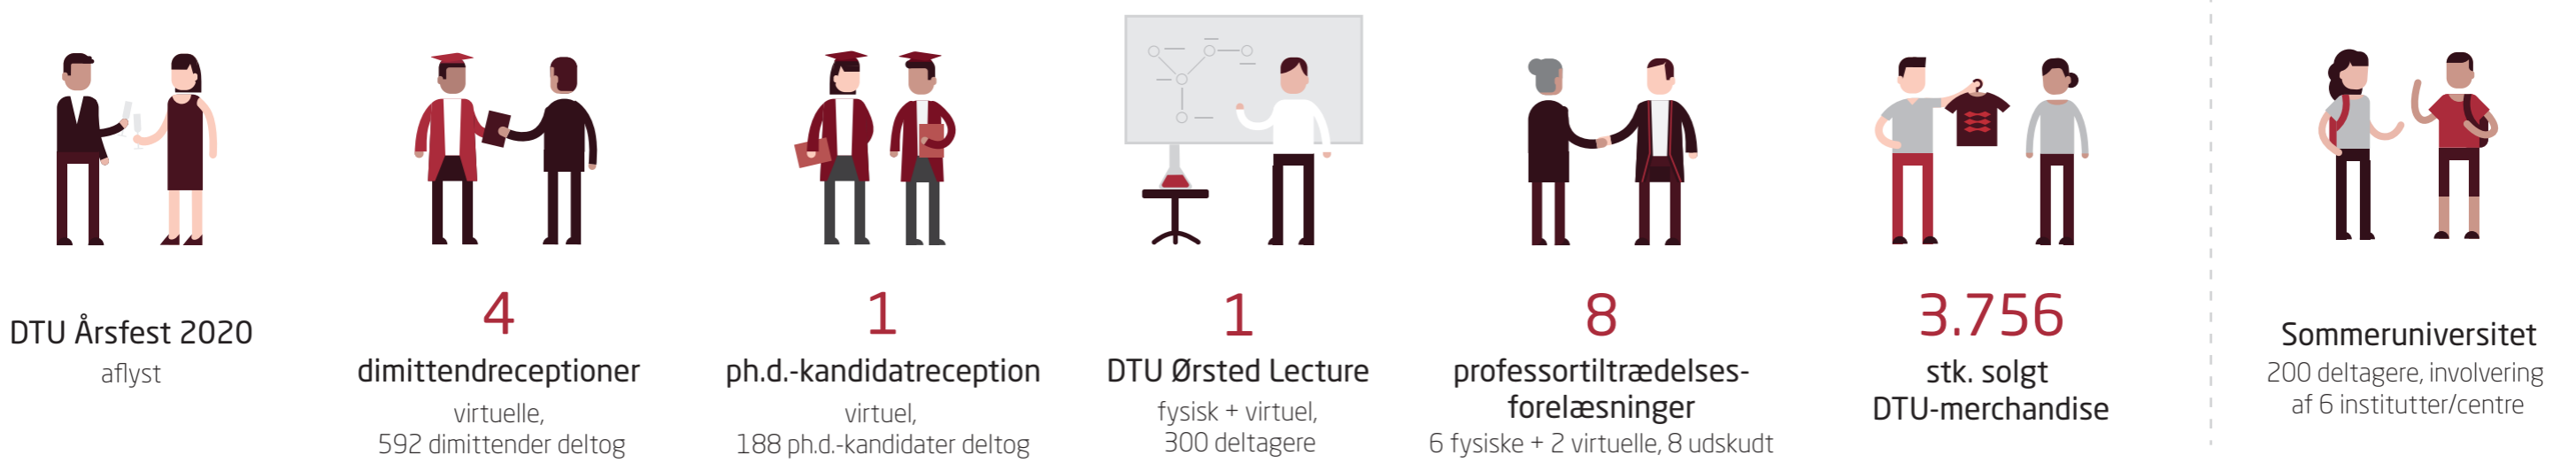 DTU Årsfest 2020
aflyst
4
dimittendreceptioner
virtuelle,
592 dimittender deltog
1
ph.d.-kandidatreception
virtuel,
188 ph.d.-kandidater deltog
1
DTU Ørsted Lecture
fysisk + virtuel,
300 deltagere
8
professortiltrædelses-
forelæsninger
6 fysiske + 2 virtuelle, 8 udskudt
3.756
stk. solgt
DTU-merchandise
Sommeruniversitet
200 deltagere, involvering
af 6 institutter/centre